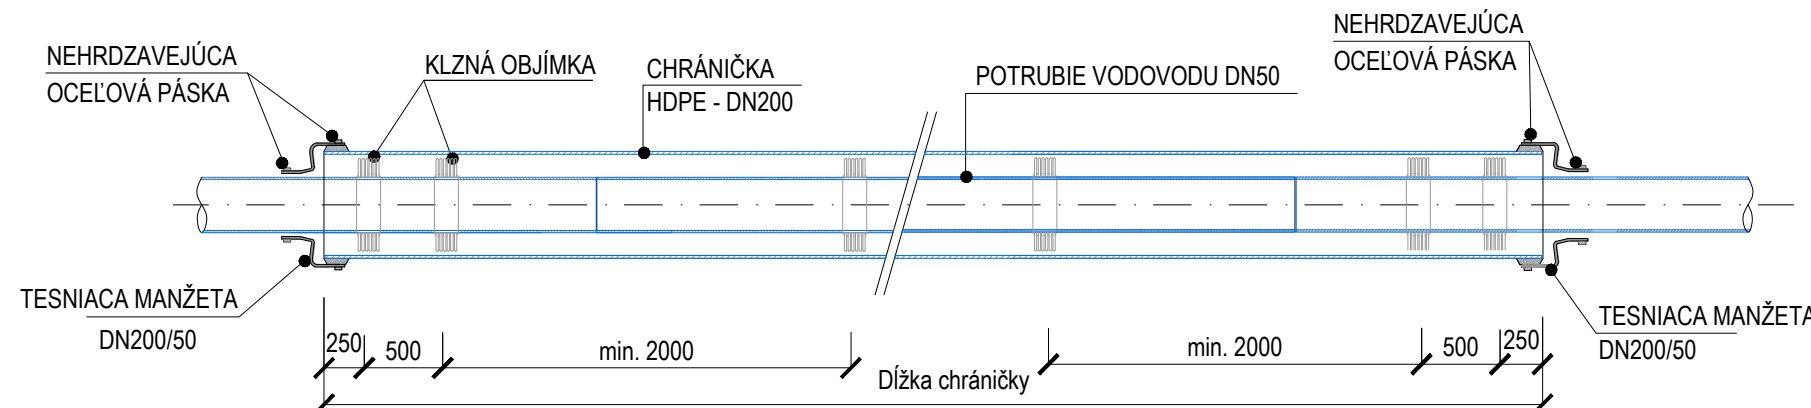 NEHRDZAVEJÚCA
OCEĽOVÁ PÁSKA
KLZNÁ OBJÍMKA
CHRÁNIČKA
HDPE - DN200
POTRUBIE VODOVODU DN50
NEHRDZAVEJÚCA
OCEĽOVÁ PÁSKA
TESNIACA MANŽETA
DN200/50
250
500
min. 2000
Dĺžka chráničky
min. 2000
500
250
TESNIACA MANŽETA
DN200/50